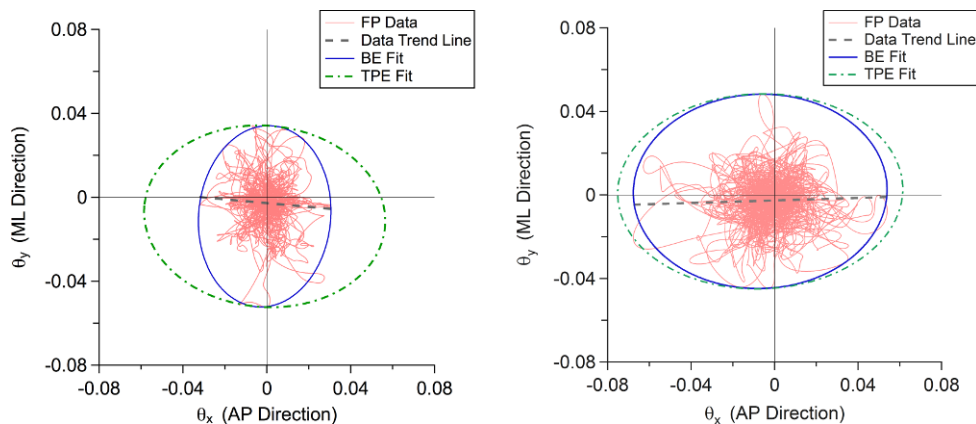 FP Data
Data Trend Line
BE Fit
TPE Fit
0.08
0.04
0
-0.04
-0.08
θy (ML Direction)
-0.08 -0.04 0 0.04 0.08
θx (AP Direction)
FP Data
Data Trend Line
BE Fit
TPE Fit
0.08
0.04
0
-0.04
-0.08
θy (ML Direction)
-0.08 -0.04 0 0.04 0.08
θx (AP Direction)